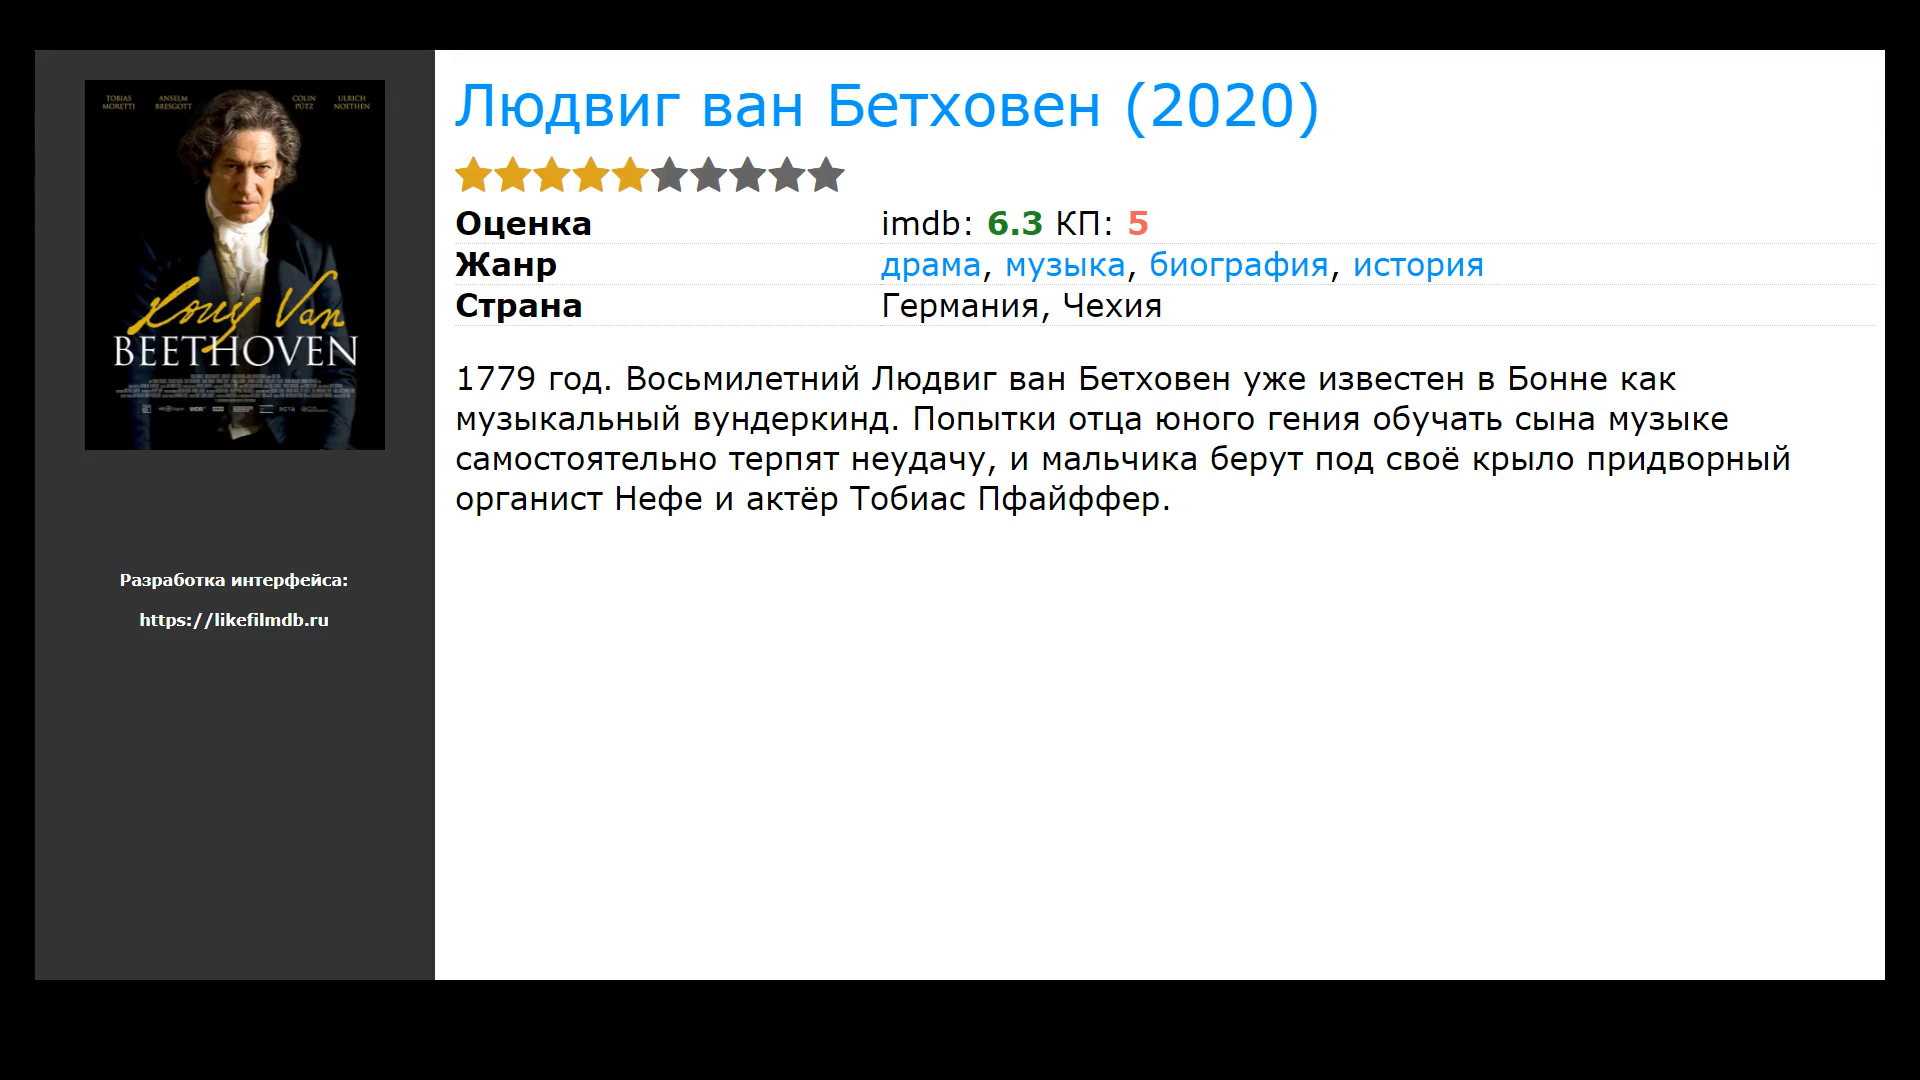 TOBIAS MORETTI
ANSELM BRESGOTT
COLIN PÜTZ
ULRICH NOETHEN
Louis Van
BEETHOVEN
Разработка интерфейса:
https://likefilmdb.ru
Людвиг ван Бетховен (2020)
Оценка imdb: 6.3 КП: 5
Жанр драма, музыка, биография, история
Страна Германия, Чехия
1779 год. Восьмилетний Людвиг ван Бетховен уже известен в Бонне как
музыкальный вундеркинд. Попытки отца юного гения обучать сына музыке
самостоятельно терпят неудачу, и мальчика берут под своё крыло придворный
органист Нефе и актёр Тобиас Пфайффер.